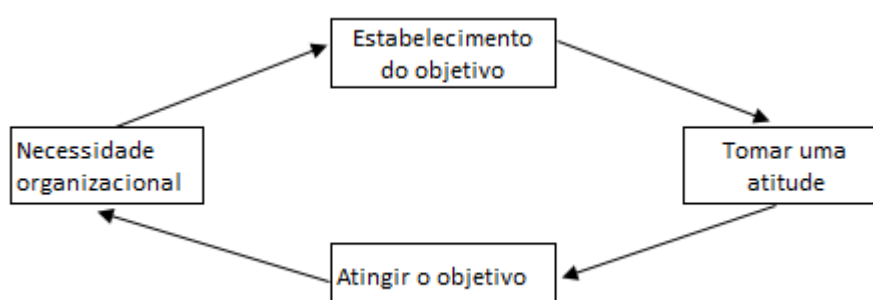 Estabelecimento
do objetivo
Necessidade
organizacional
Tomar uma
atitude
Atingir o objetivo